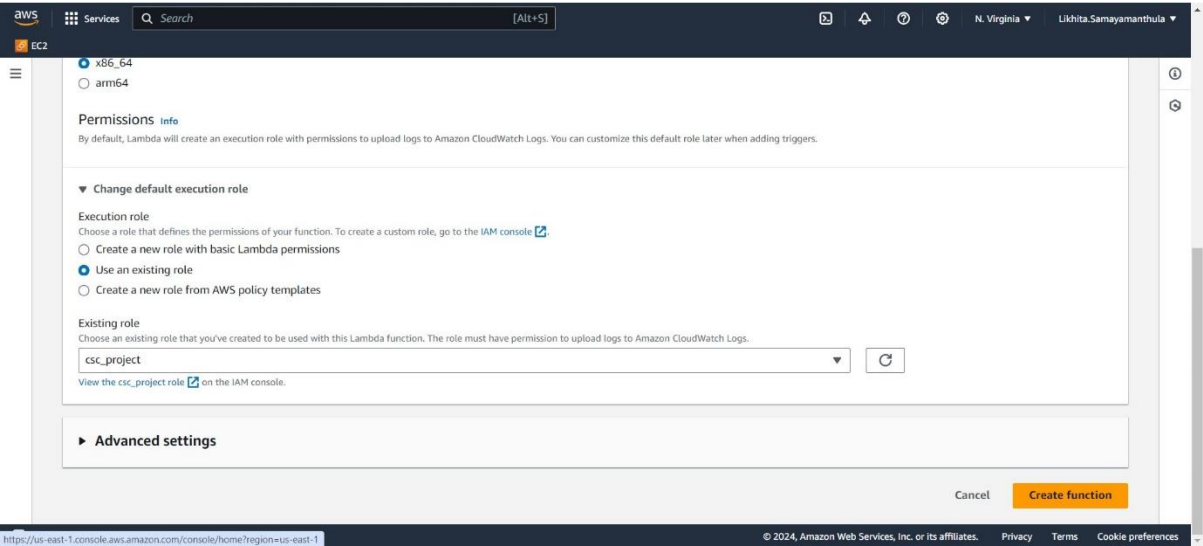 aws Services Search [Alt+S] N. Virginia ▼ Likhita.Samayamanthula ▼
EC2
x86_64
arm64
Permissions Info
By default, Lambda will create an execution role with permissions to upload logs to Amazon CloudWatch Logs. You can customize this default role later when adding triggers.
▼ Change default execution role
Execution role
Choose a role that defines the permissions of your function. To create a custom role, go to the IAM console.
Create a new role with basic Lambda permissions
Use an existing role
Create a new role from AWS policy templates
Existing role
Choose an existing role that you've created to be used with this Lambda function. The role must have permission to upload logs to Amazon CloudWatch Logs.
csc_project
View the csc_project role on the IAM console.
▶ Advanced settings
Cancel Create function
https://us-east-1.console.aws.amazon.com/console/home?region=us-east-1 © 2024, Amazon Web Services, Inc. or its affiliates. Privacy Terms Cookie preferences